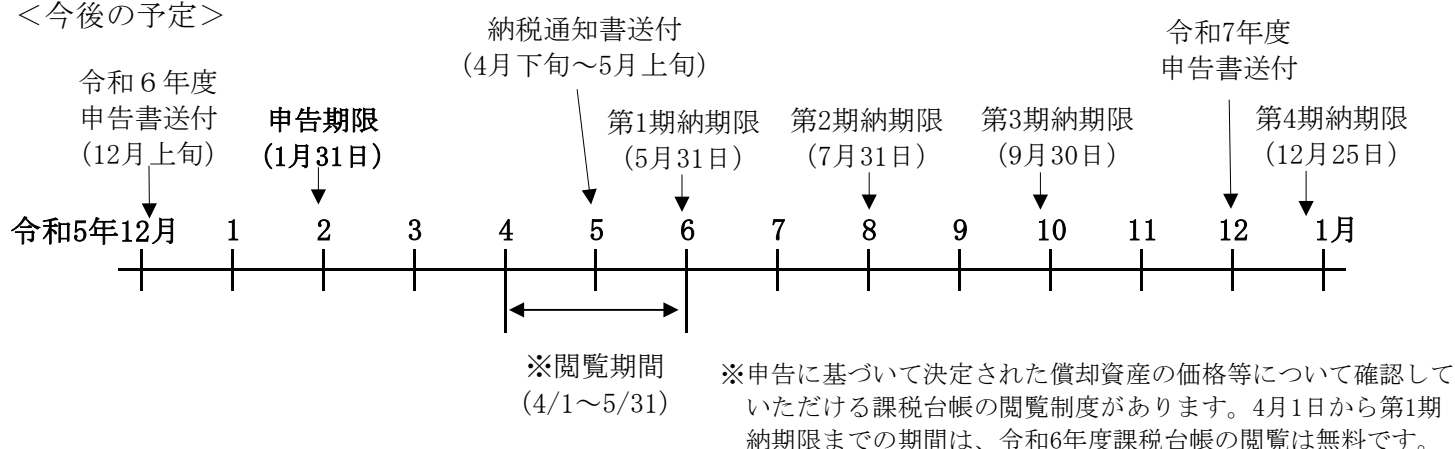 ＜今後の予定＞
令和６年度
申告書送付
（12月上旬）
申告期限
（1月31日）
納税通知書送付
（4月下旬～5月上旬）
第1期納期限
（5月31日）
第2期納期限
（7月31日）
第3期納期限
（9月30日）
令和7年度
申告書送付
第4期納期限
（12月25日）
令和5年12月 1 2 3 4 5 6 7 8 9 10 11 12 1月
※閲覧期間
（4/1～5/31）
※申告に基づいて決定された償却資産の価格等について確認して
いただける課税台帳の閲覧制度があります。4月1日から第1期
納期限までの期間は、令和6年度課税台帳の閲覧は無料です。